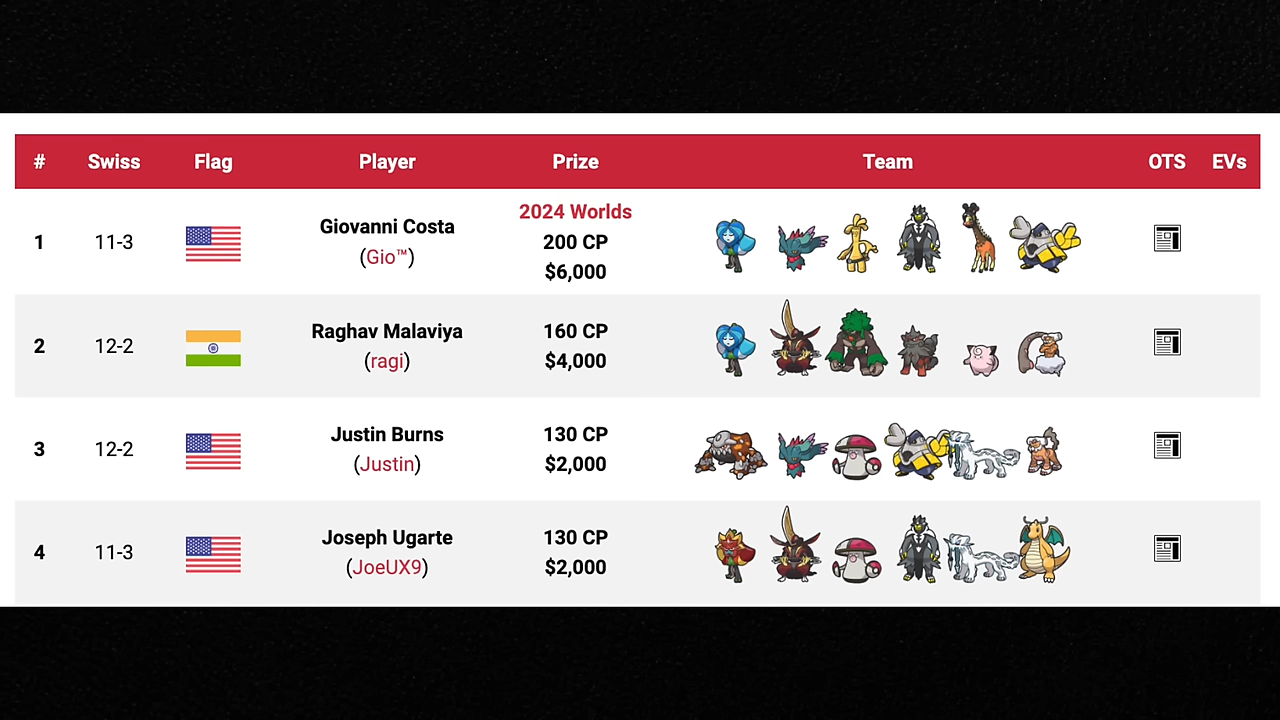 # Swiss Flag Player Prize Team OTS EVs
1 11-3 Giovanni Costa (Gio™) 2024 Worlds 200 CP $6,000
2 12-2 Raghav Malaviya (ragi) 160 CP $4,000
3 12-2 Justin Burns (Justin) 130 CP $2,000
4 11-3 Joseph Ugarte (JoeUX9) 130 CP $2,000